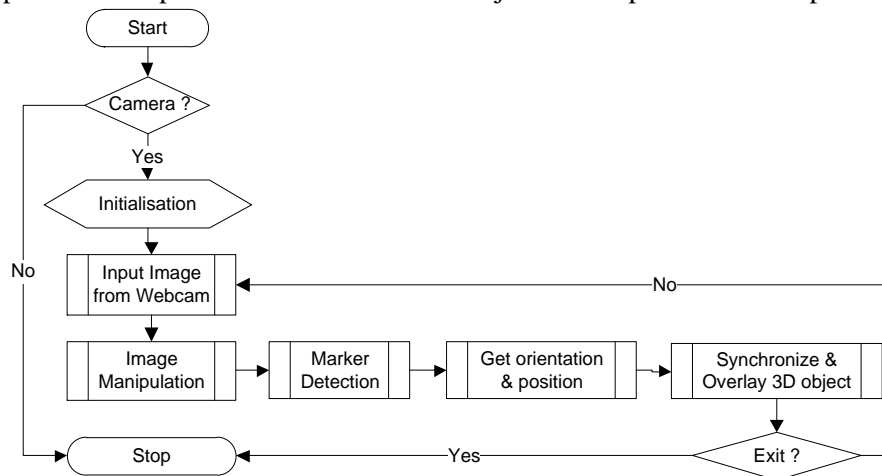 Start
Camera ?
Yes
Initialisation
No
Input Image
from Webcam
No
Image
Manipulation
Marker
Detection
Get orientation
& position
Synchronize &
Overlay 3D object
Stop
Yes
Exit ?